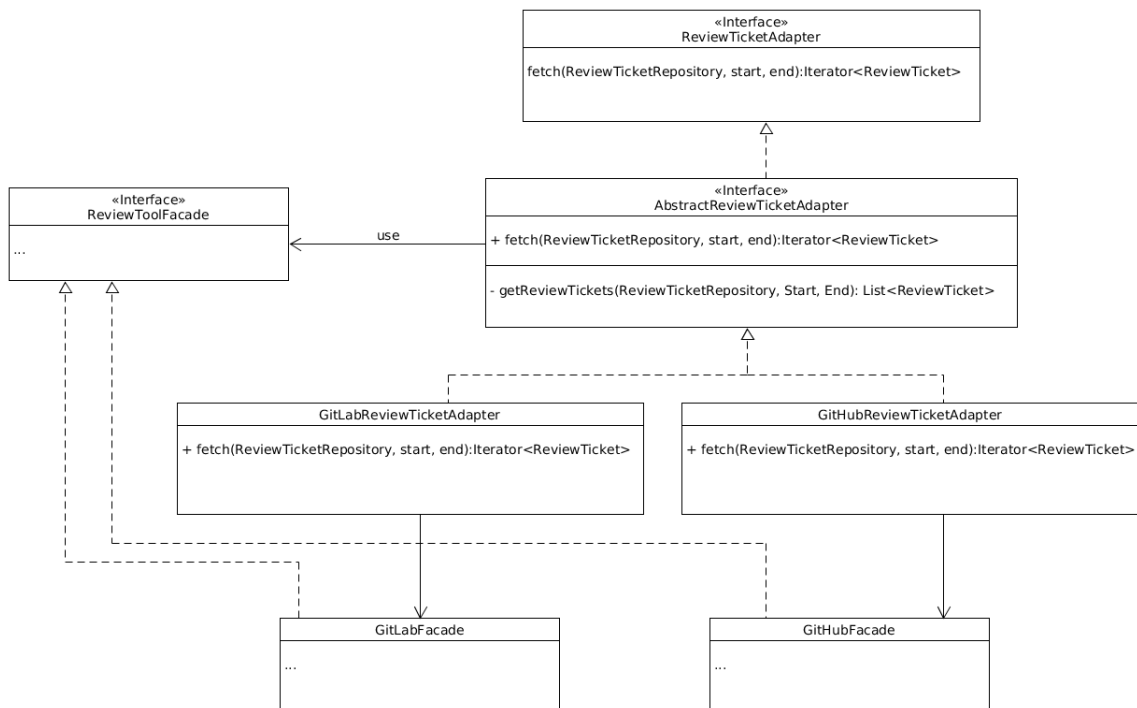 «Interface»
ReviewTicketAdapter
fetch(ReviewTicketRepository, start, end):Iterator<ReviewTicket>
«Interface»
ReviewToolFacade
...
use
«Interface»
AbstractReviewTicketAdapter
+ fetch(ReviewTicketRepository, start, end):Iterator<ReviewTicket>
- getReviewTickets(ReviewTicketRepository, Start, End): List<ReviewTicket>
GitLabReviewTicketAdapter
+ fetch(ReviewTicketRepository, start, end):Iterator<ReviewTicket>
GitHubReviewTicketAdapter
+ fetch(ReviewTicketRepository, start, end):Iterator<ReviewTicket>
GitLabFacade
...
GitHubFacade
...